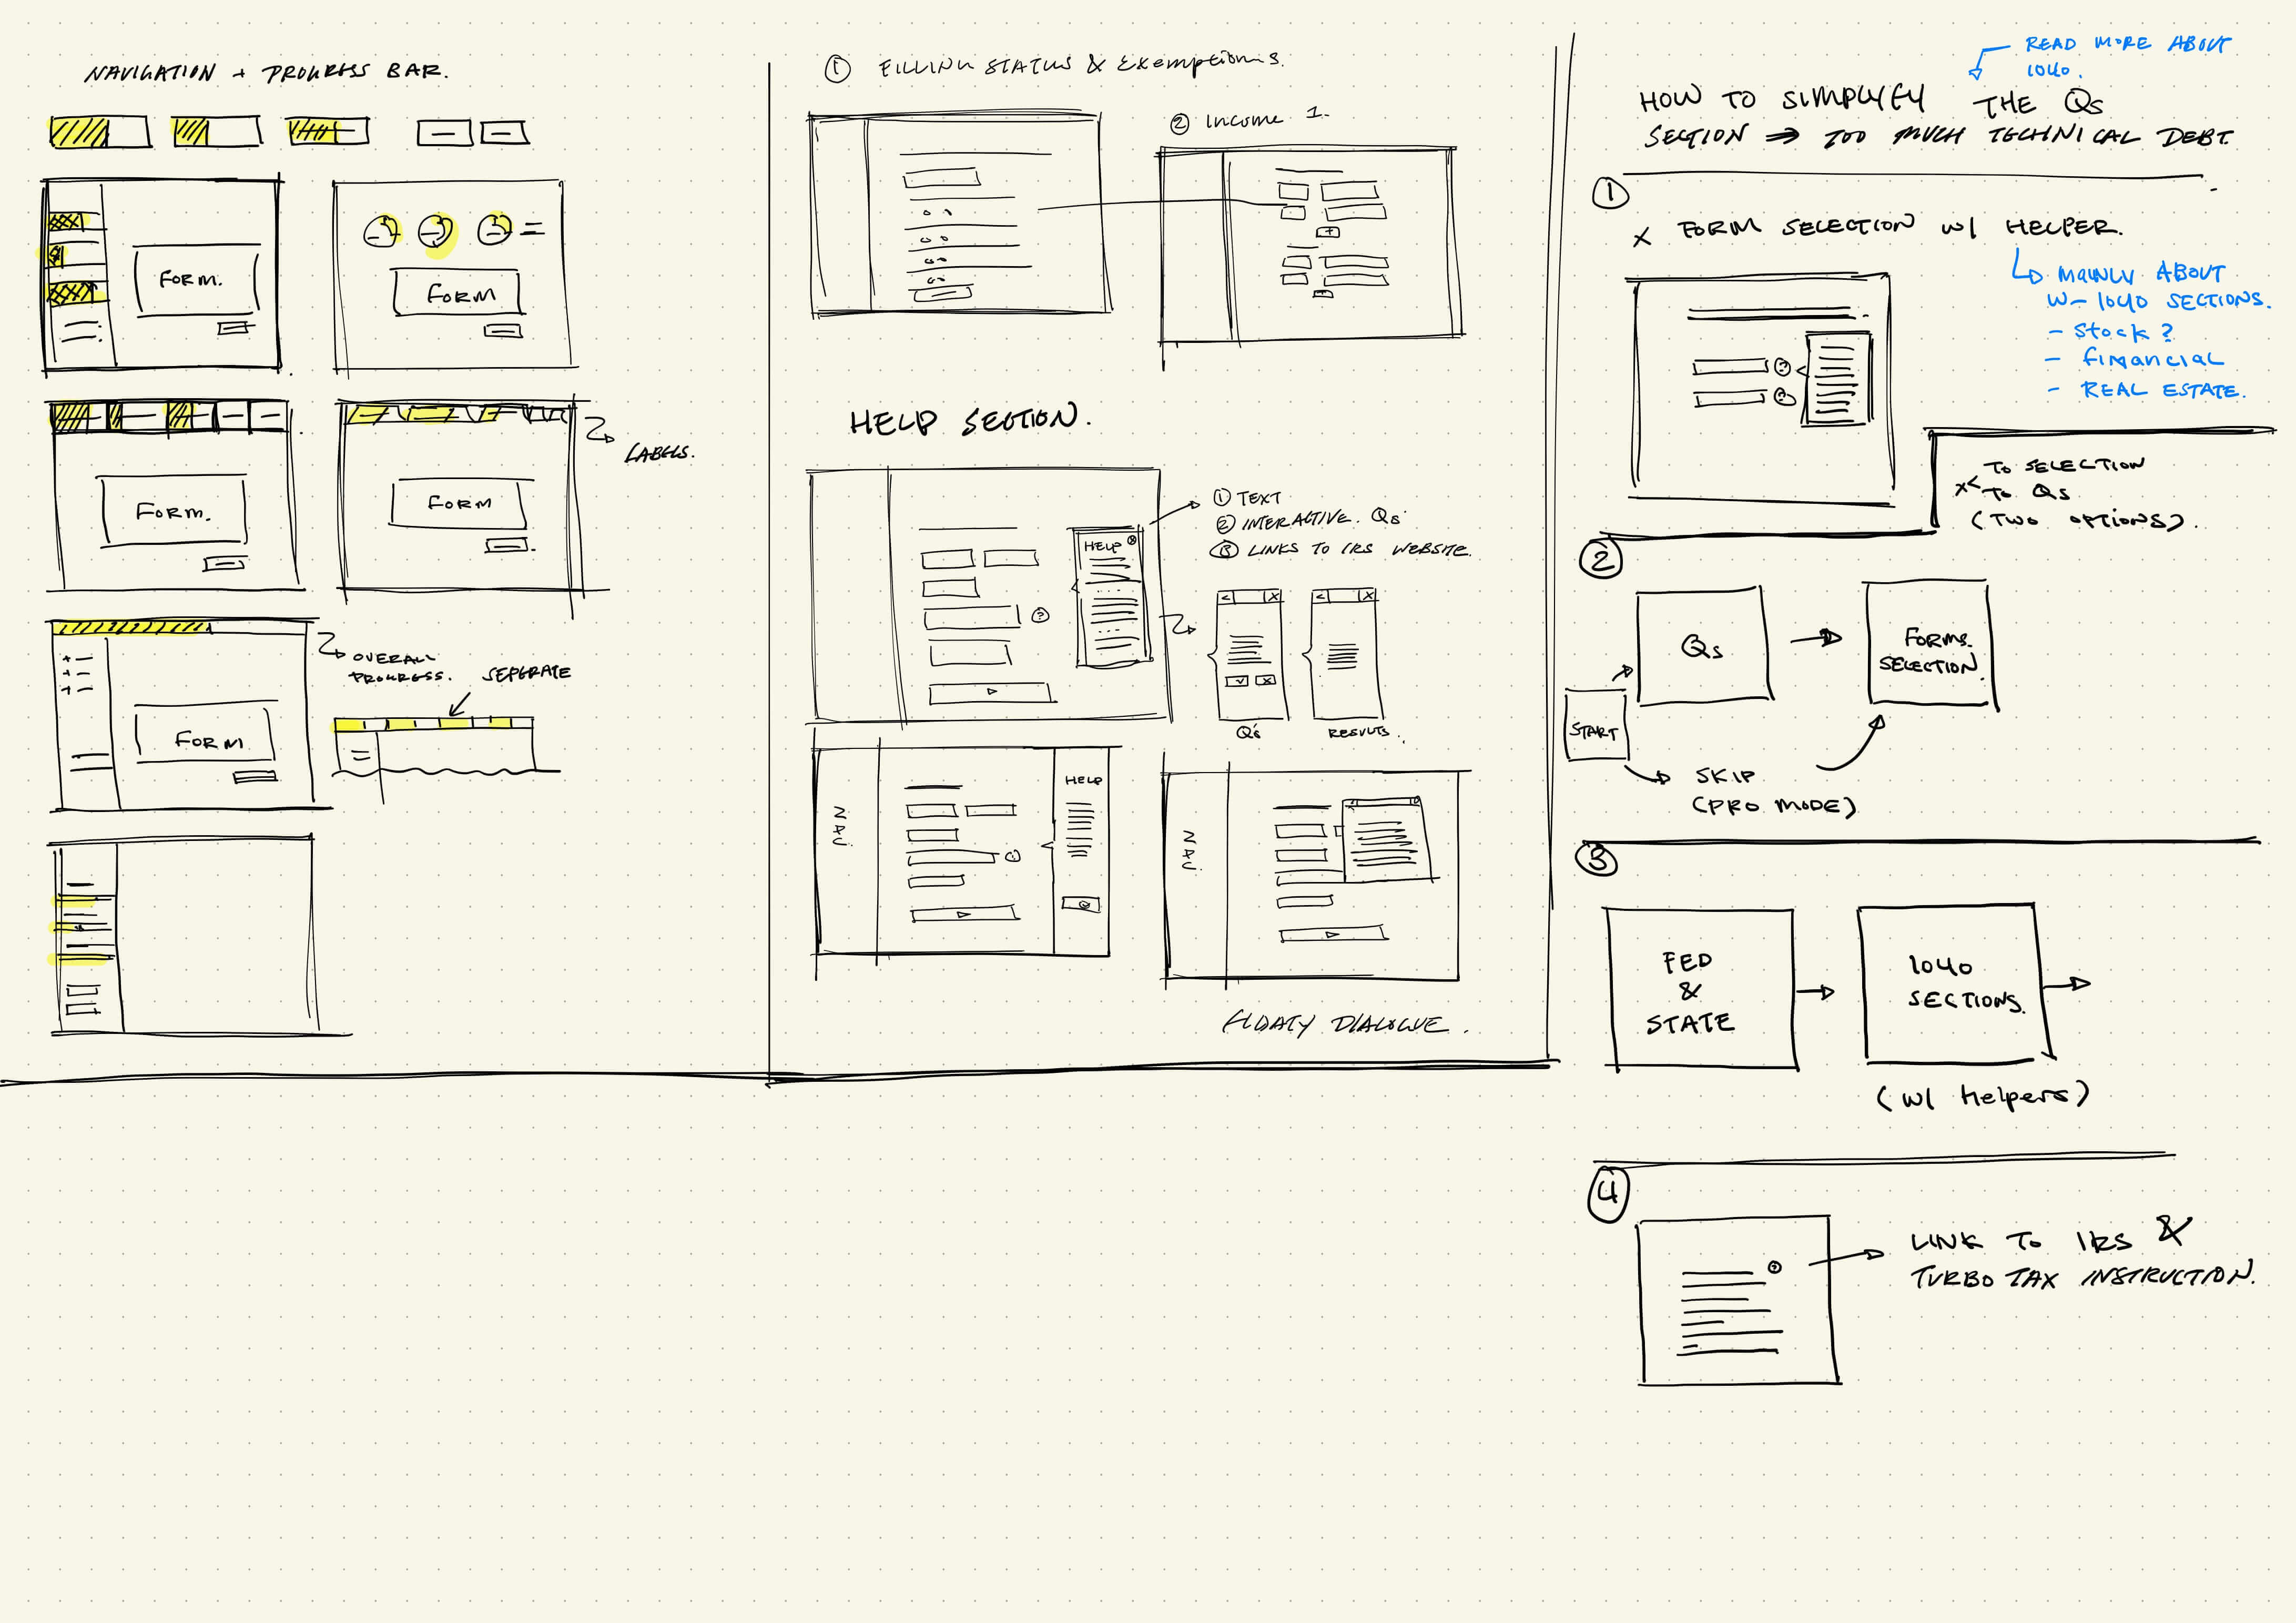 NAVIGATION + PROGRESS BAR.
FORM.
FORM
FORM.
FORM
LABELS.
OVERALL
PROGRESS.
SEPERATE
FORM
① FILLING STATUS & Exemptions.
② Income 1.
HELP SECTION.
HELP
① TEXT
② INTERACTIVE. Qs
③ LINKS TO IRS WEBSITE.
Q's
RESULTS.
NAV.
HELP
NAV.
FLOATY DIALOGUE.
READ MORE ABOUT
1040.
HOW TO SIMPLYFY THE Qs
SECTION ⇒ TOO MUCH TECHNICAL DEBT.
①
x FORM SELECTION w/ HELPER.
MAINLY ABOUT
W- 1040 SECTIONS.
- Stock?
- financial
- REAL ESTATE.
TO SELECTION
x< TO Qs
(TWO OPTIONS).
②
Qs
FORMS.
SELECTION.
START
SKIP
(PRO MODE)
③
FED
&
STATE
1040
SECTIONS.
(w/ Helpers)
④
LINK TO IRS &
TURBO TAX INSTRUCTION.